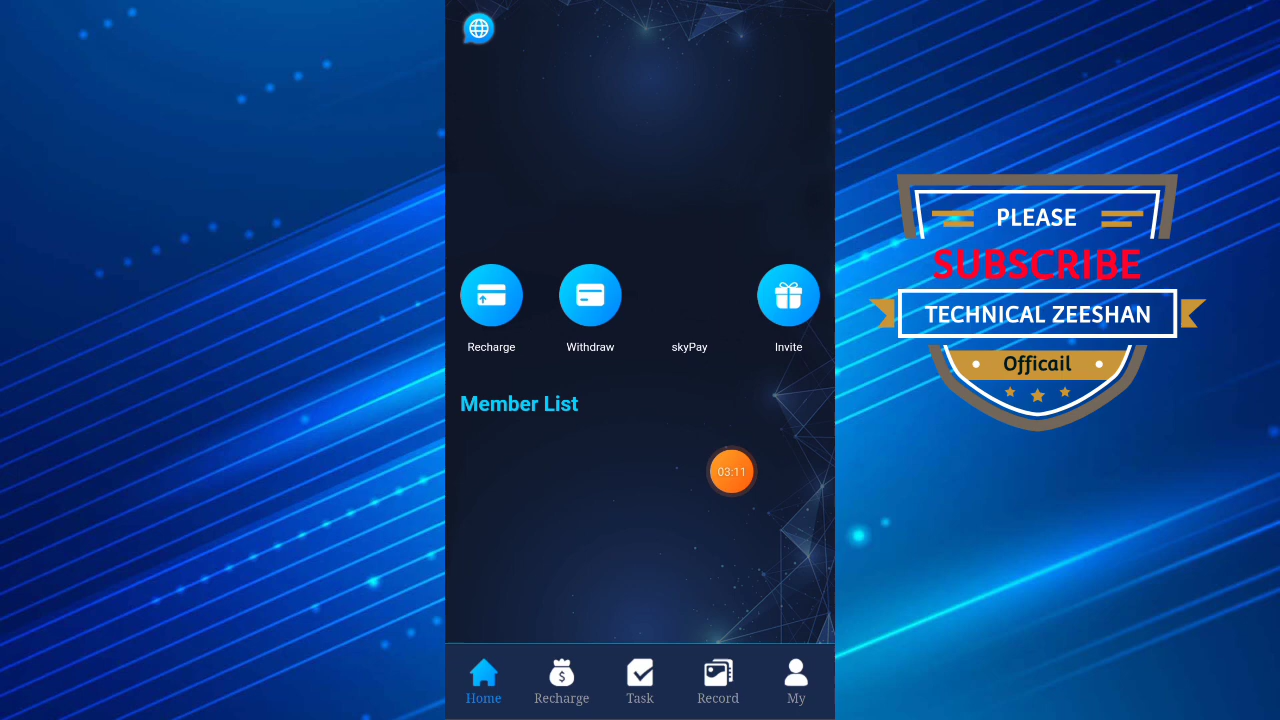 Recharge
Withdraw
skyPay
Invite
Member List
03:11
Home
Recharge
Task
Record
My
PLEASE
SUBSCRIBE
TECHNICAL ZEESHAN
Officail